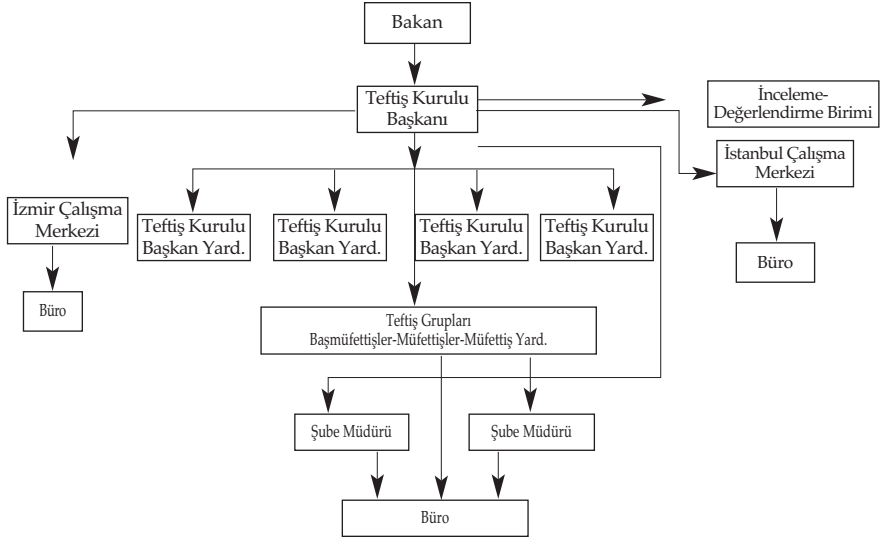 Bakan
Teftiş Kurulu
Başkanı
İnceleme-
Değerlendirme Birimi
İstanbul Çalışma
Merkezi
İzmir Çalışma
Merkezi
Teftiş Kurulu
Başkan Yard.
Teftiş Kurulu
Başkan Yard.
Teftiş Kurulu
Başkan Yard.
Teftiş Kurulu
Başkan Yard.
Büro
Büro
Teftiş Grupları
Başmüfettişler-Müfettişler-Müfettiş Yard.
Şube Müdürü
Şube Müdürü
Büro